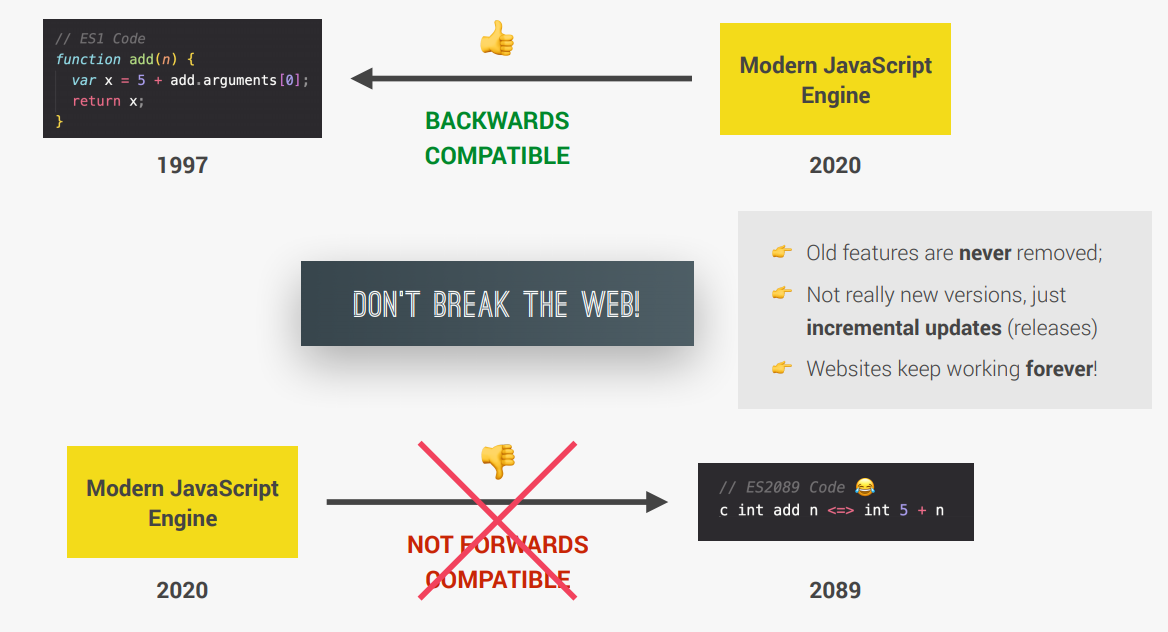 // ES1 Code
function add(n) {
  var x = 5 + add.arguments[0];
  return x;
}
1997
👍
BACKWARDS
COMPATIBLE
Modern JavaScript
Engine
2020
DON'T BREAK THE WEB!
👉 Old features are never removed;
👉 Not really new versions, just
incremental updates (releases)
👉 Websites keep working forever!
Modern JavaScript
Engine
2020
👎
NOT FORWARDS
COMPATIBLE
// ES2089 Code 😂
c int add n <=> int 5 + n
2089